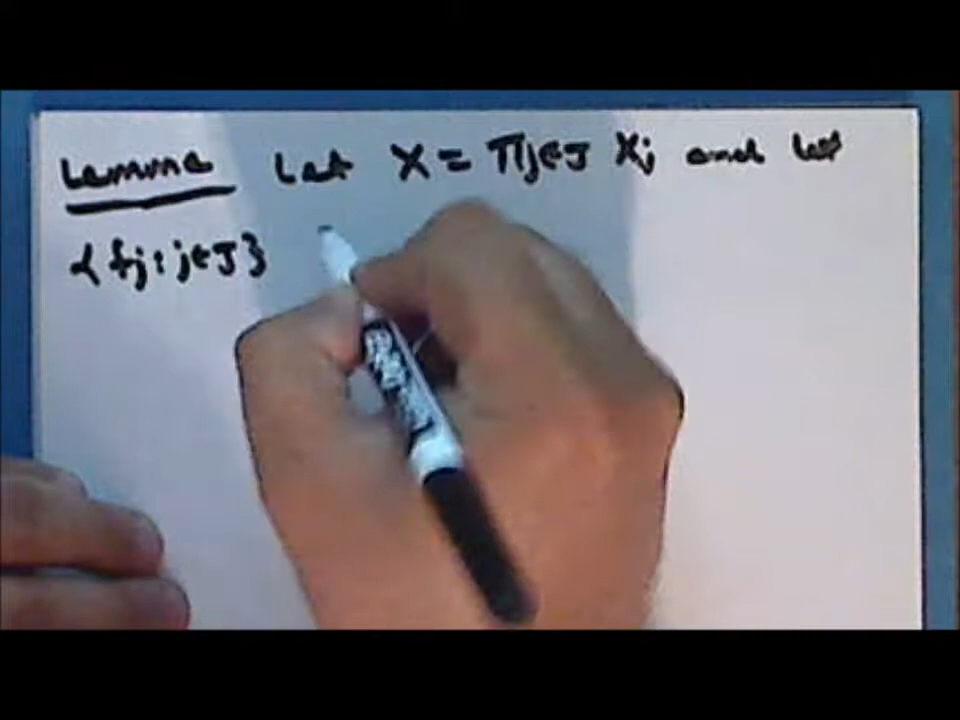 Lemma Let X = πj∈J Xj and let
{fj : j∈J}